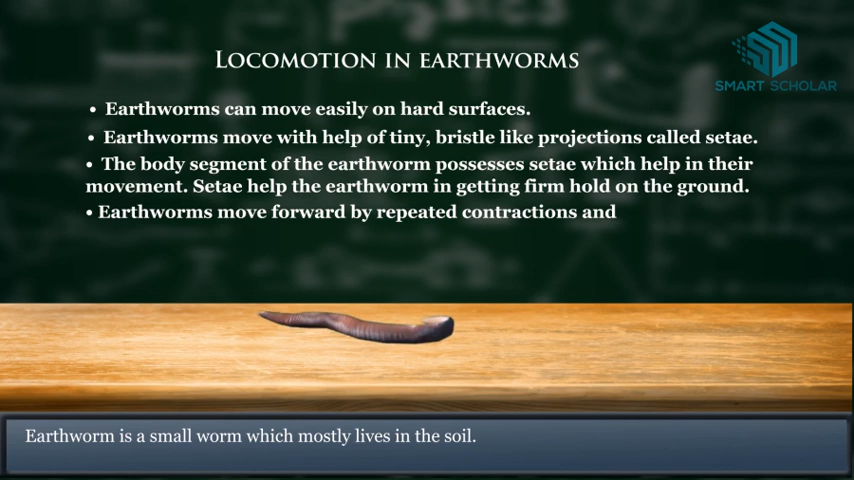 LOCOMOTION IN EARTHWORMS
SMART SCHOLAR
• Earthworms can move easily on hard surfaces.
• Earthworms move with help of tiny, bristle like projections called setae.
• The body segment of the earthworm possesses setae which help in their
movement. Setae help the earthworm in getting firm hold on the ground.
• Earthworms move forward by repeated contractions and
Earthworm is a small worm which mostly lives in the soil.